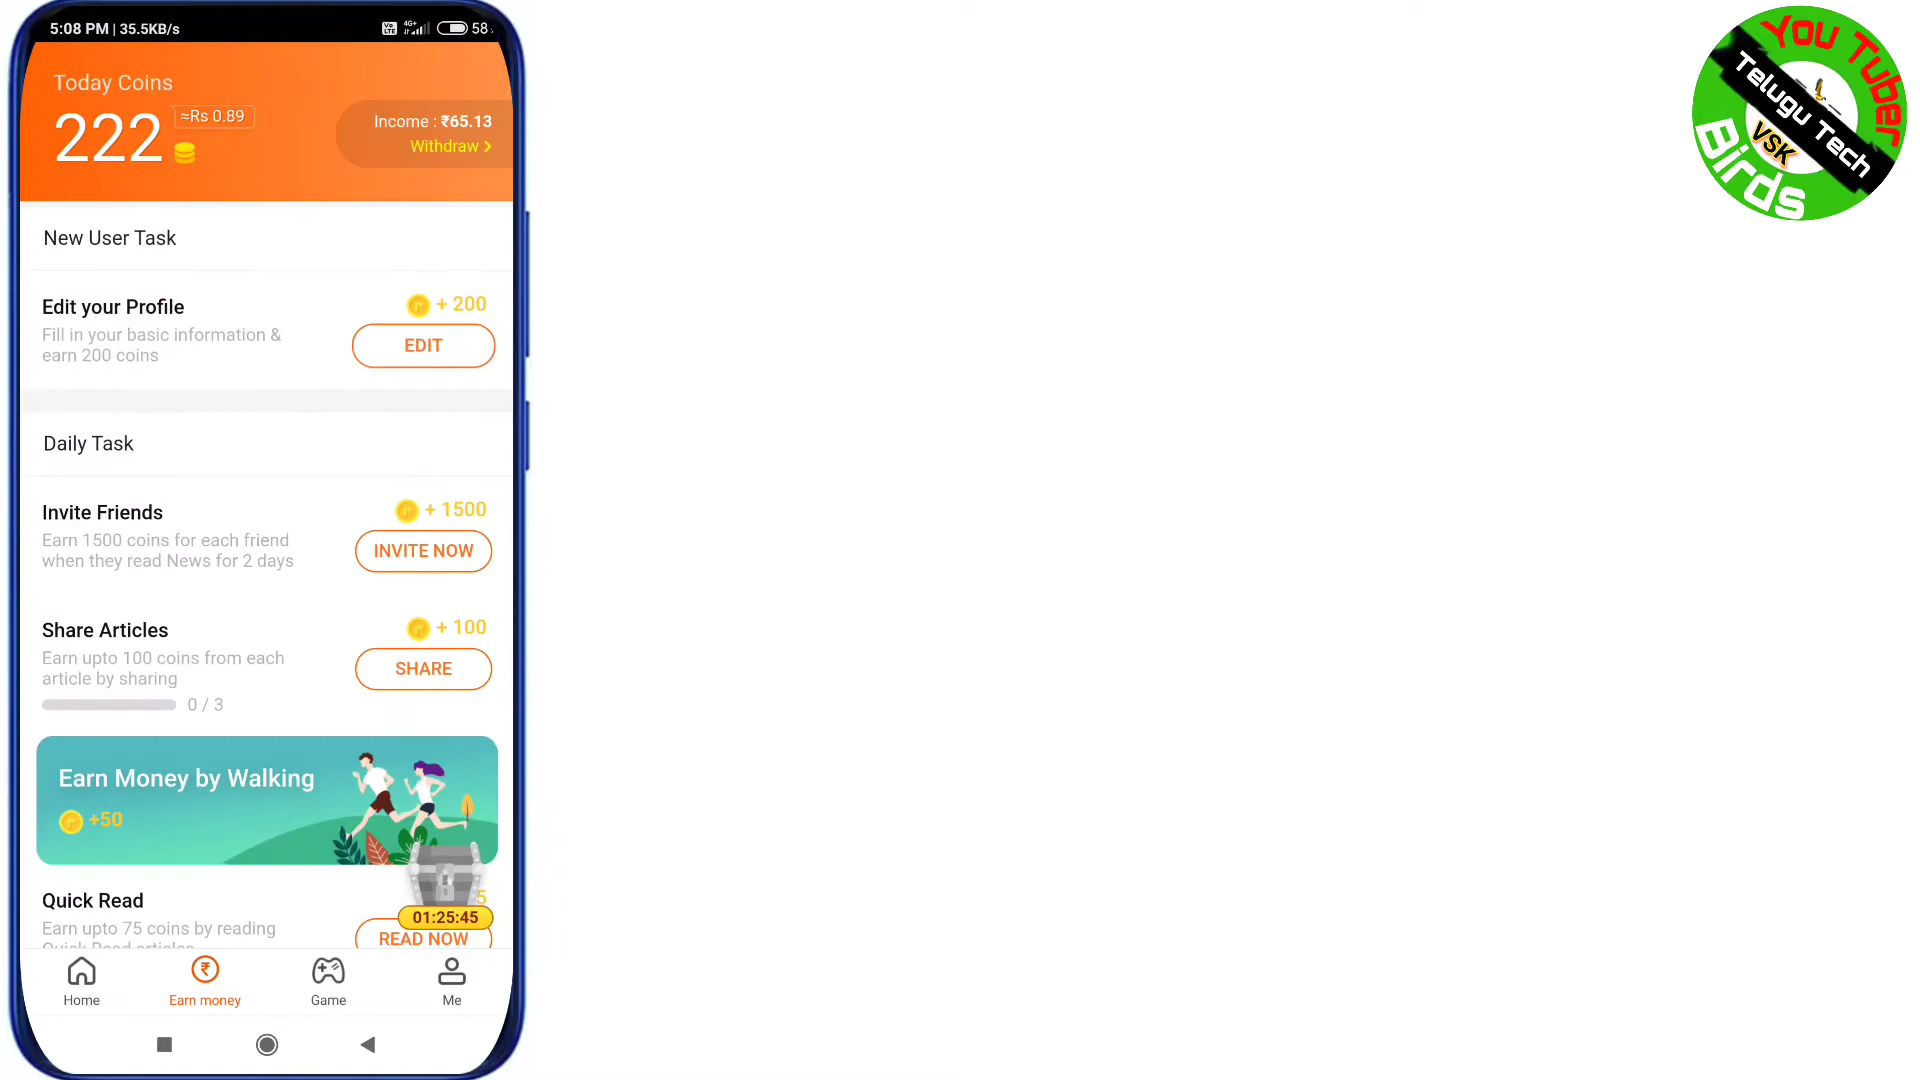 5:08 PM | 35.5KB/s
Vo LTE 4G+ 58
Today Coins
222 ≈Rs 0.89
Income : ₹65.13
Withdraw
New User Task
Edit your Profile
+ 200
Fill in your basic information &
earn 200 coins
EDIT
Daily Task
Invite Friends
+ 1500
Earn 1500 coins for each friend
when they read News for 2 days
INVITE NOW
Share Articles
+ 100
Earn upto 100 coins from each
article by sharing
SHARE
0 / 3
Earn Money by Walking
+50
Quick Read
5
01:25:45
Earn upto 75 coins by reading
Quick Read articles
READ NOW
Home
Earn money
Game
Me
You Tuber
Telugu Tech
VSK
Birds